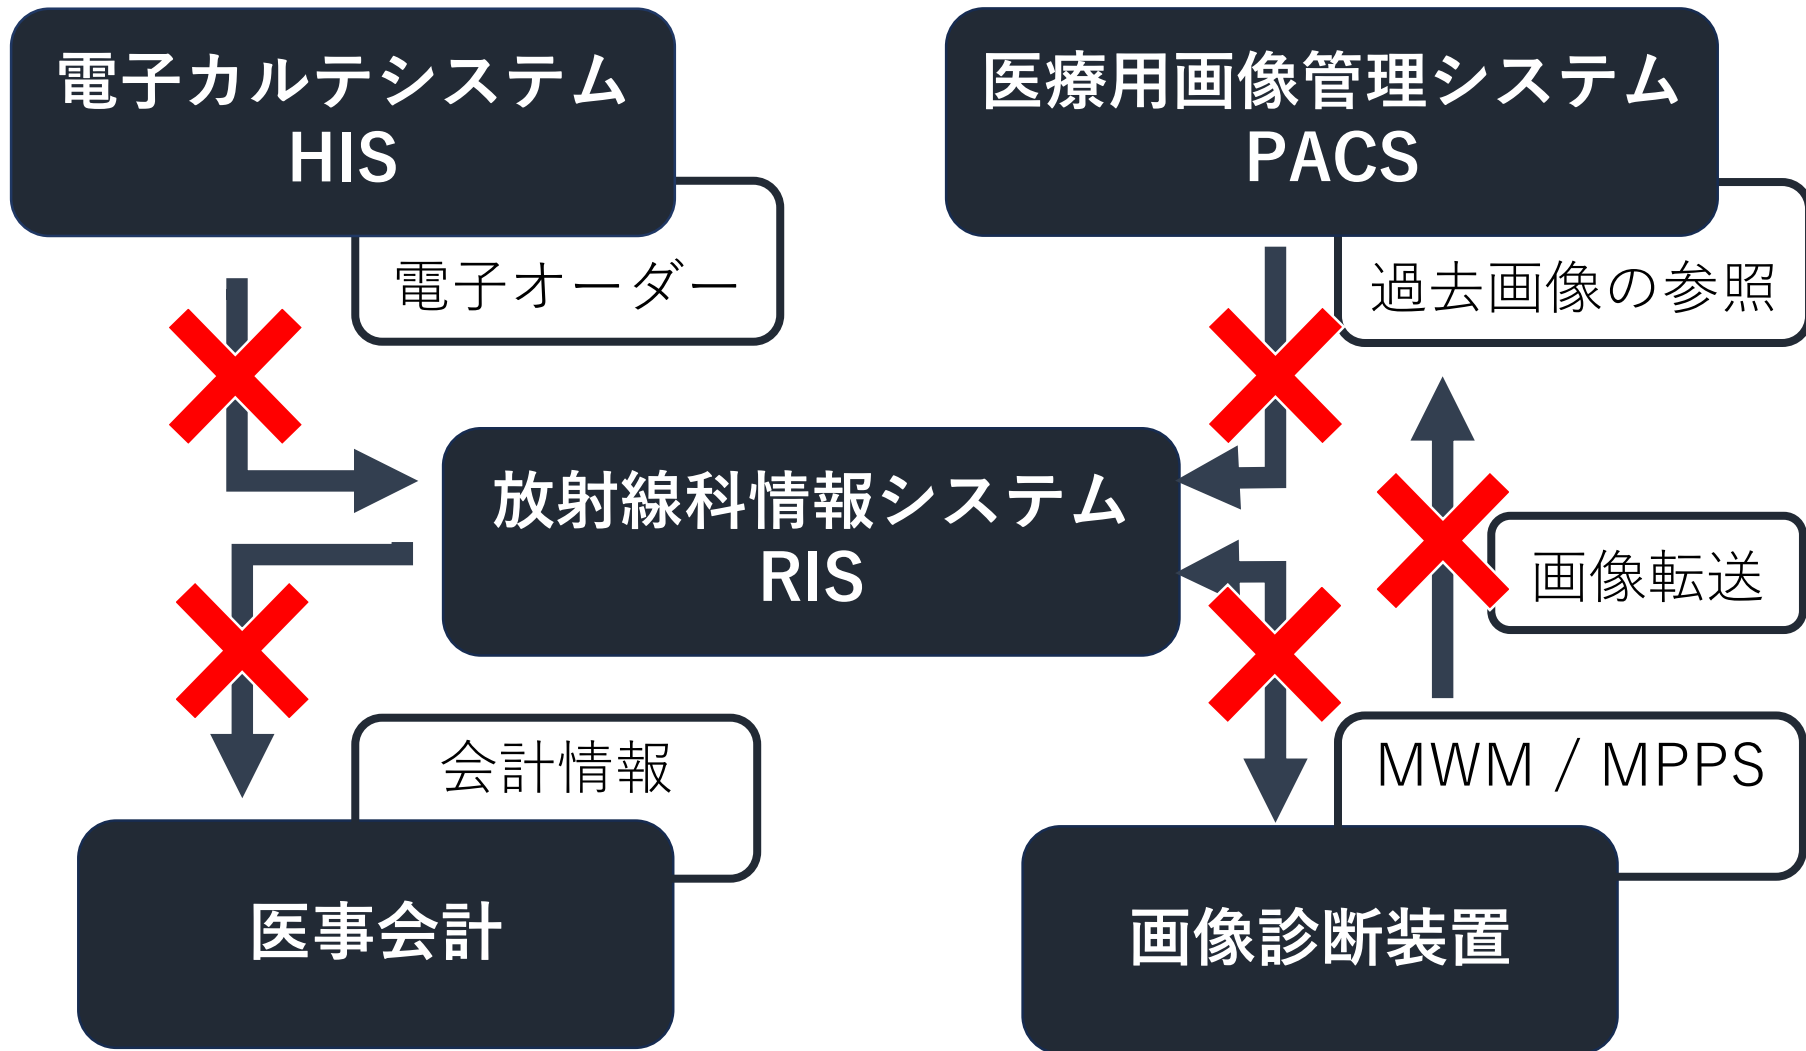 電子カルテシステム
HIS
電子オーダー
医療用画像管理システム
PACS
過去画像の参照
放射線科情報システム
RIS
画像転送
会計情報
医事会計
MWM / MPPS
画像診断装置